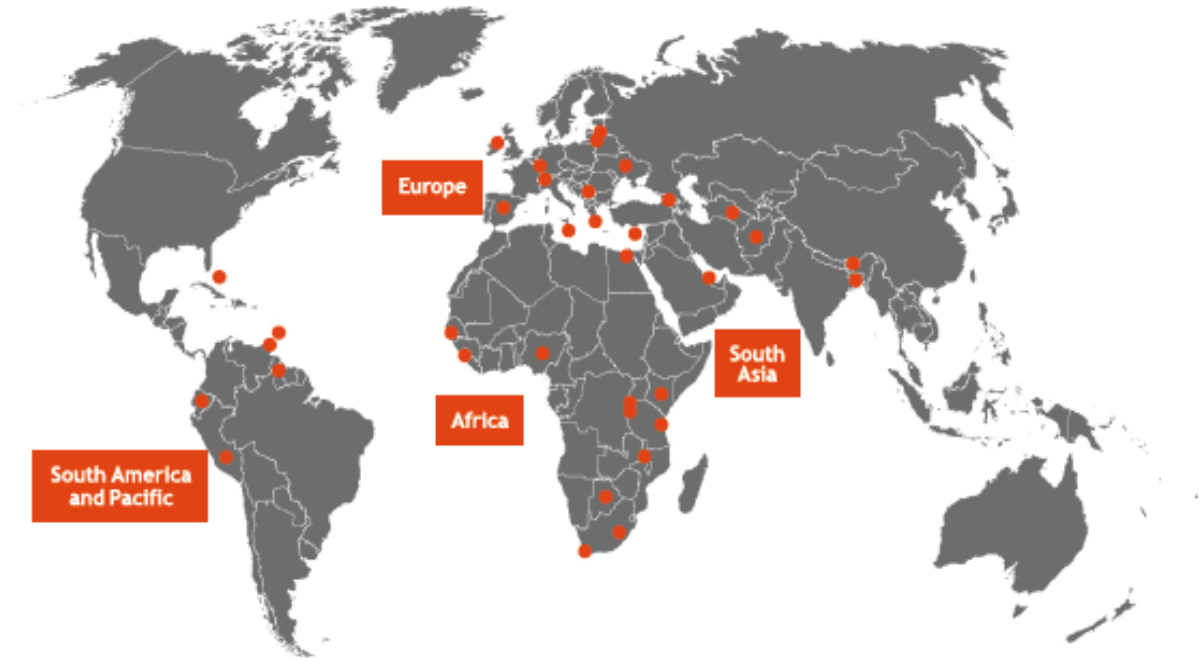 Europe
South
Asia
Africa
South America
and Pacific